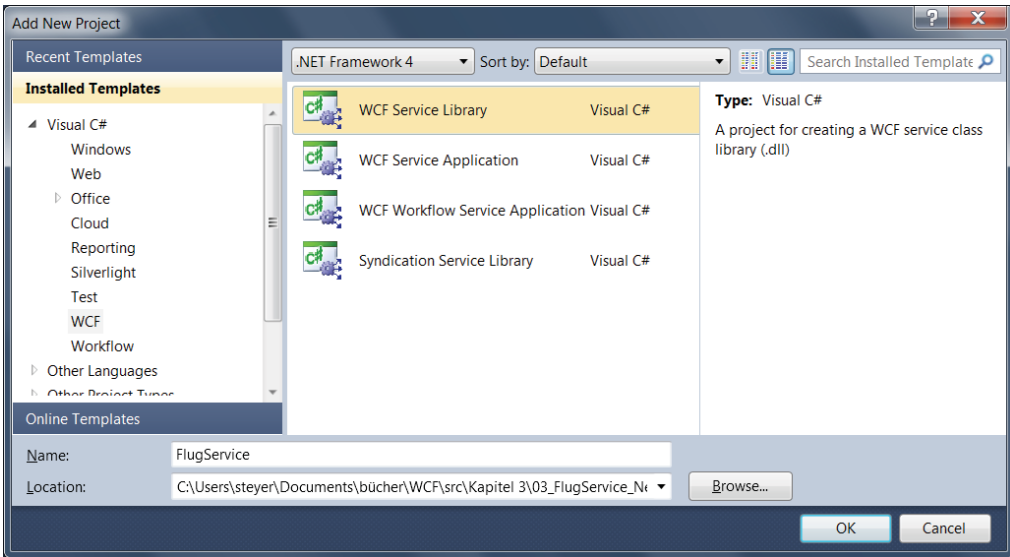 Add New Project
Recent Templates
Installed Templates
Visual C#
Windows
Web
Office
Cloud
Reporting
Silverlight
Test
WCF
Workflow
Other Languages
Other Project Types
Online Templates
.NET Framework 4
Sort by: Default
Search Installed Template
WCF Service Library Visual C#
WCF Service Application Visual C#
WCF Workflow Service Application Visual C#
Syndication Service Library Visual C#
Type: Visual C#
A project for creating a WCF service class
library (.dll)
Name: FlugService
Location: C:\Users\steyer\Documents\bücher\WCF\src\Kapitel 3\03_FlugService_Ne
Browse...
OK Cancel